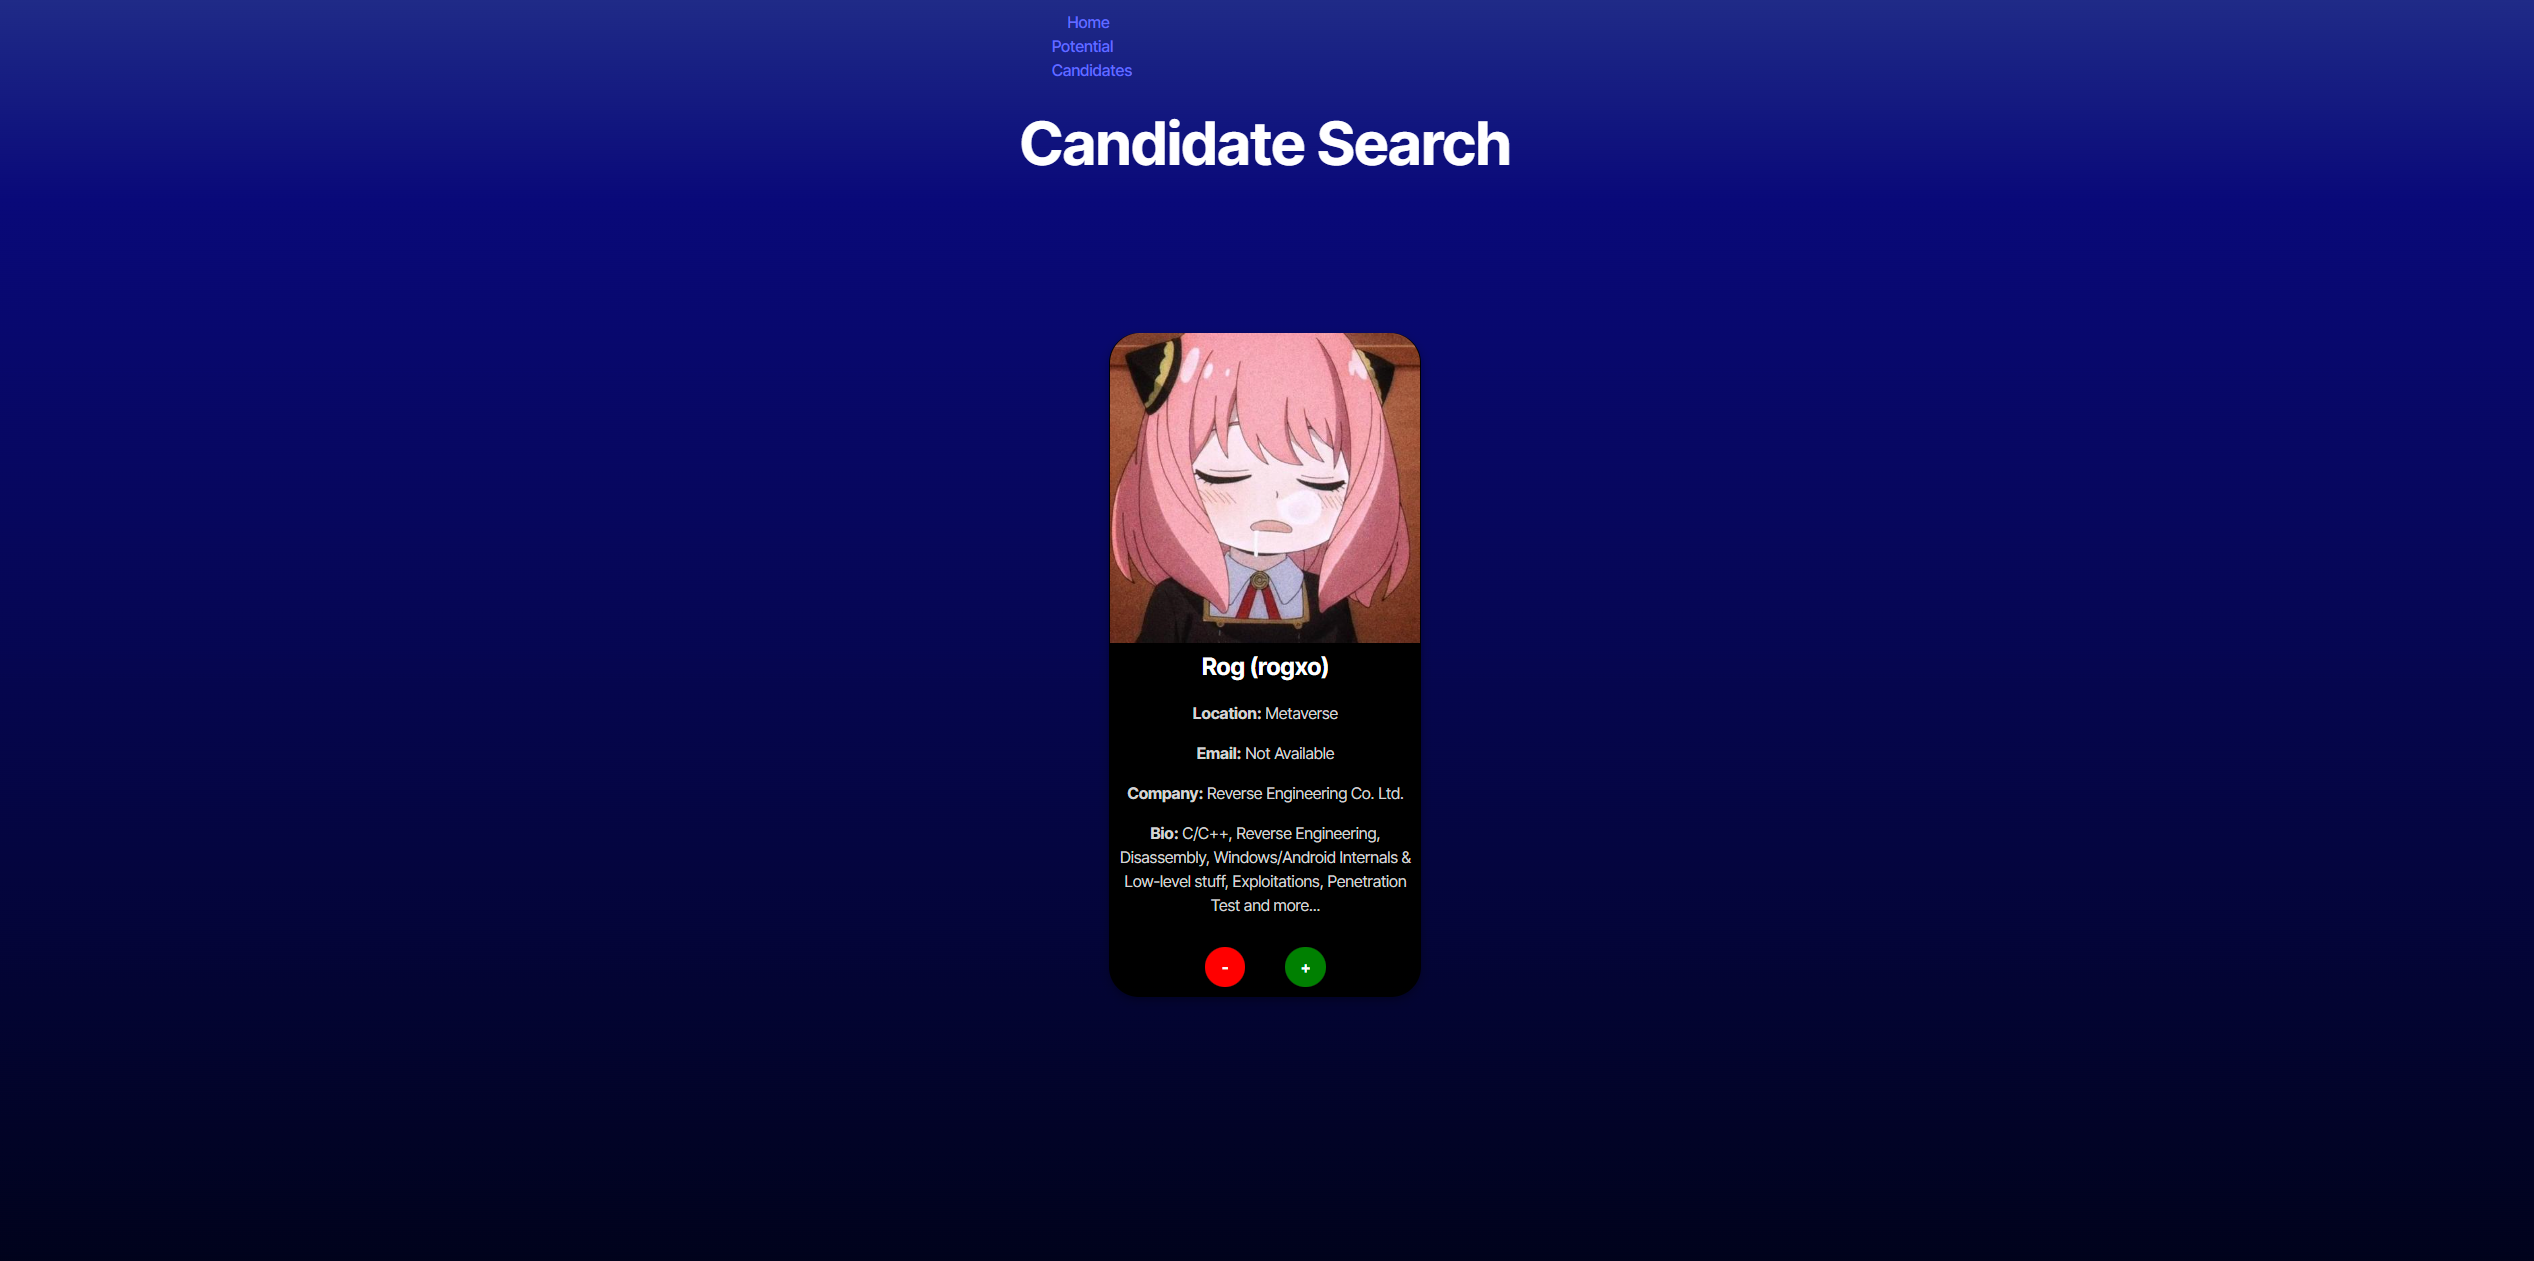 Home
Potential
Candidates
Candidate Search
Rog (rogxo)
Location: Metaverse
Email: Not Available
Company: Reverse Engineering Co. Ltd.
Bio: C/C++, Reverse Engineering,
Disassembly, Windows/Android Internals &
Low-level stuff, Exploitations, Penetration
Test and more...
- +